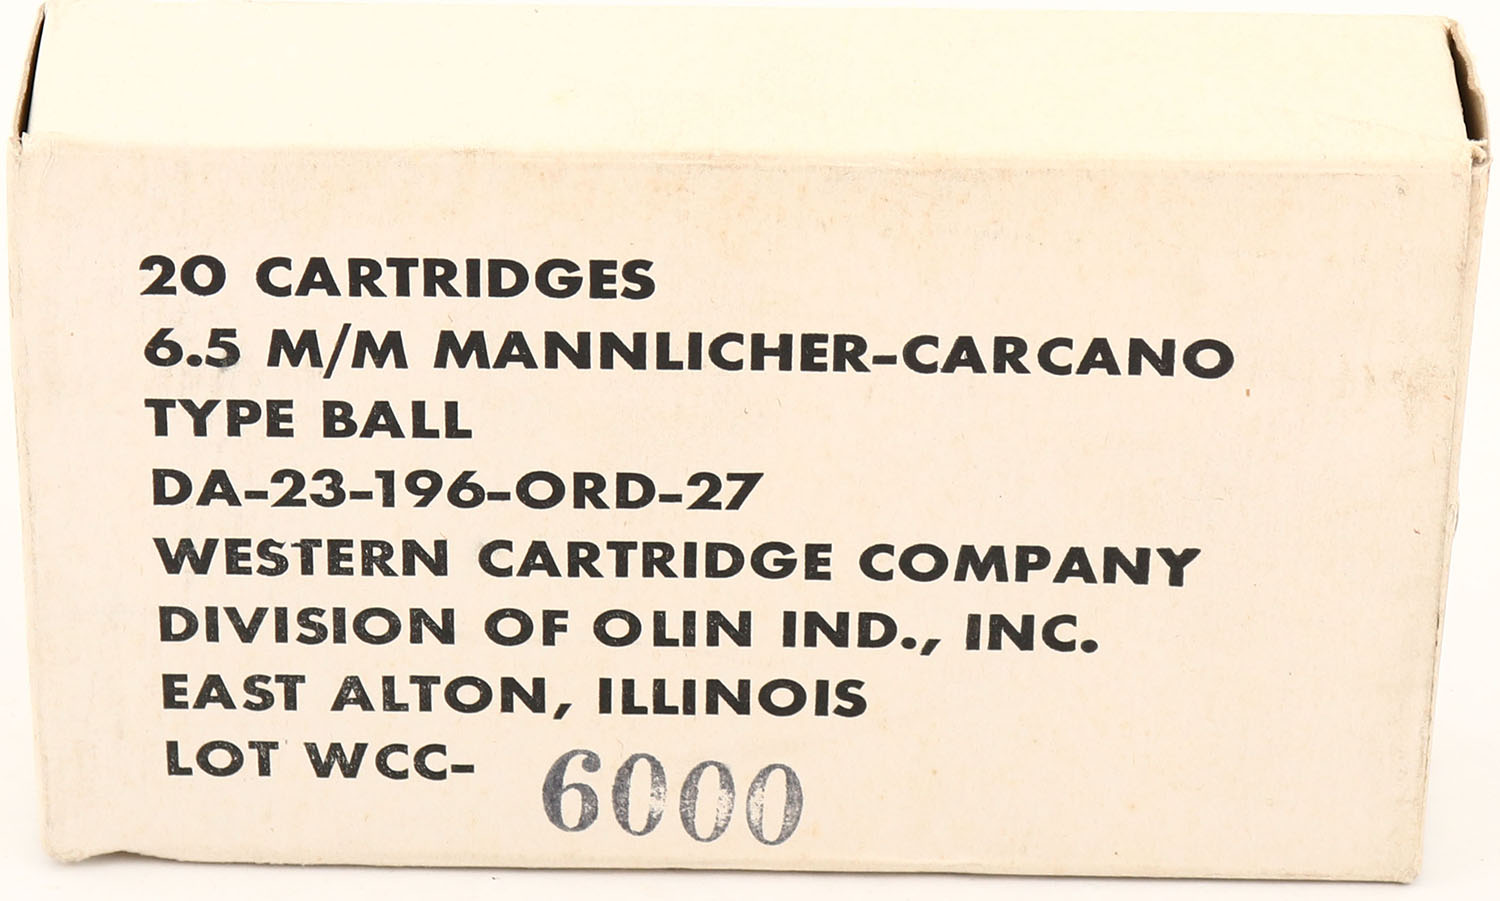 20 CARTRIDGES
6.5 M/M MANNLICHER-CARCANO
TYPE BALL
DA-23-196-ORD-27
WESTERN CARTRIDGE COMPANY
DIVISION OF OLIN IND., INC.
EAST ALTON, ILLINOIS
LOT WCC- 6000